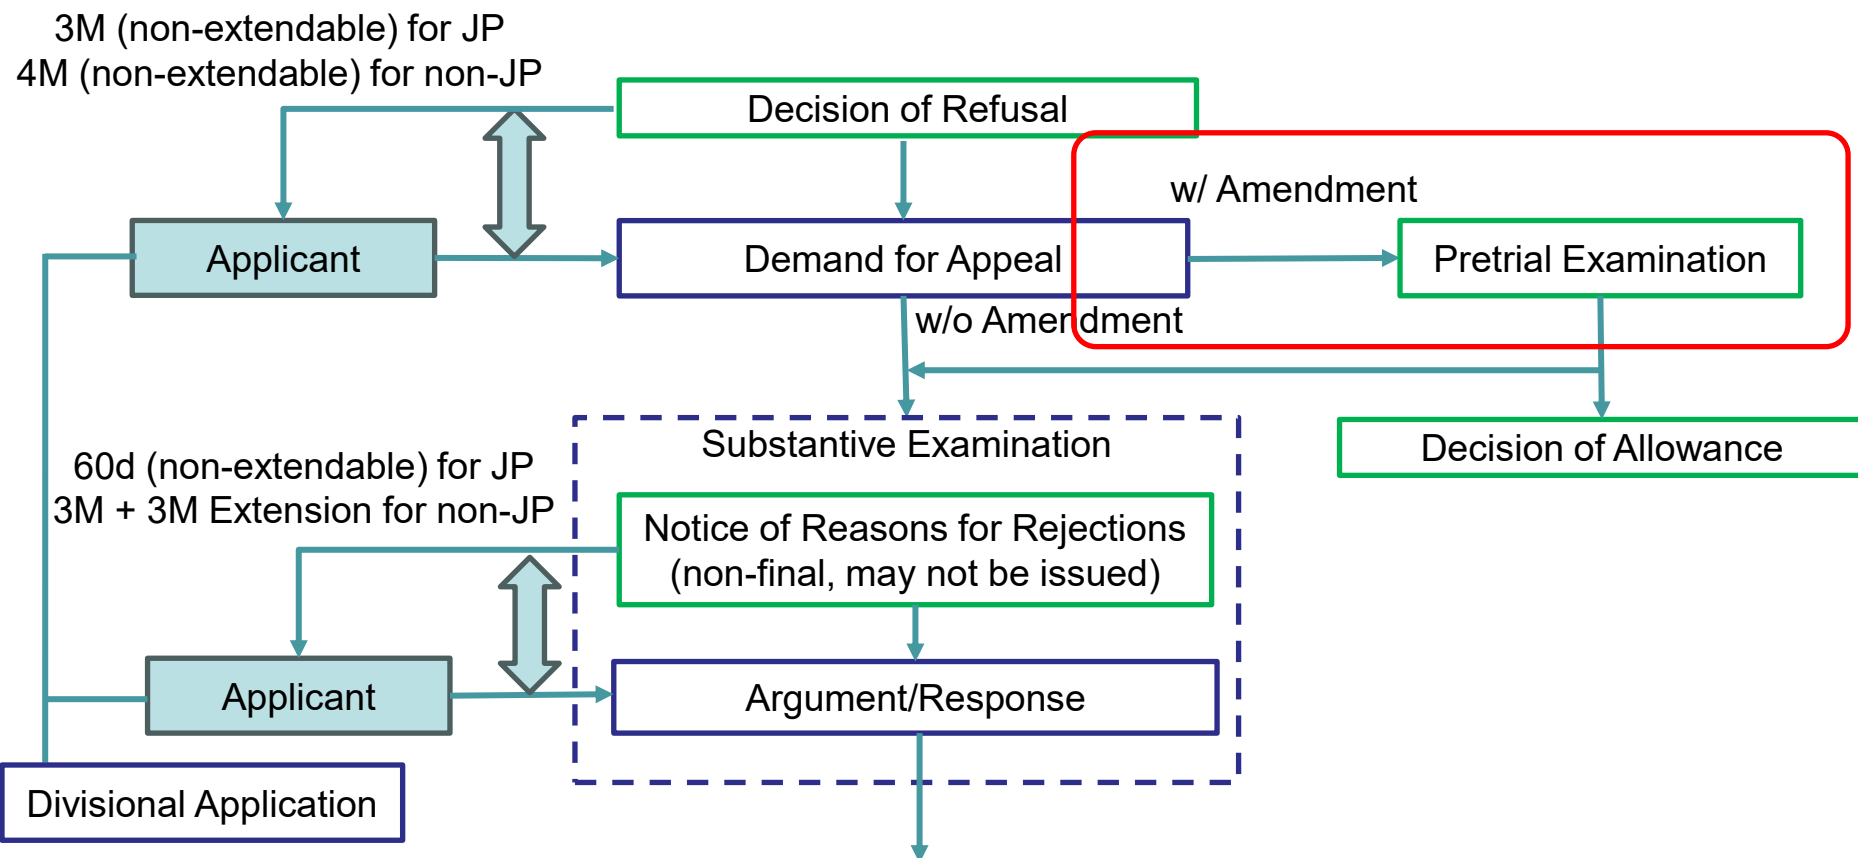 3M (non-extendable) for JP
4M (non-extendable) for non-JP
Decision of Refusal
w/ Amendment
Applicant
Demand for Appeal
Pretrial Examination
w/o Amendment
Substantive Examination
Decision of Allowance
60d (non-extendable) for JP
3M + 3M Extension for non-JP
Notice of Reasons for Rejections
(non-final, may not be issued)
Applicant
Argument/Response
Divisional Application